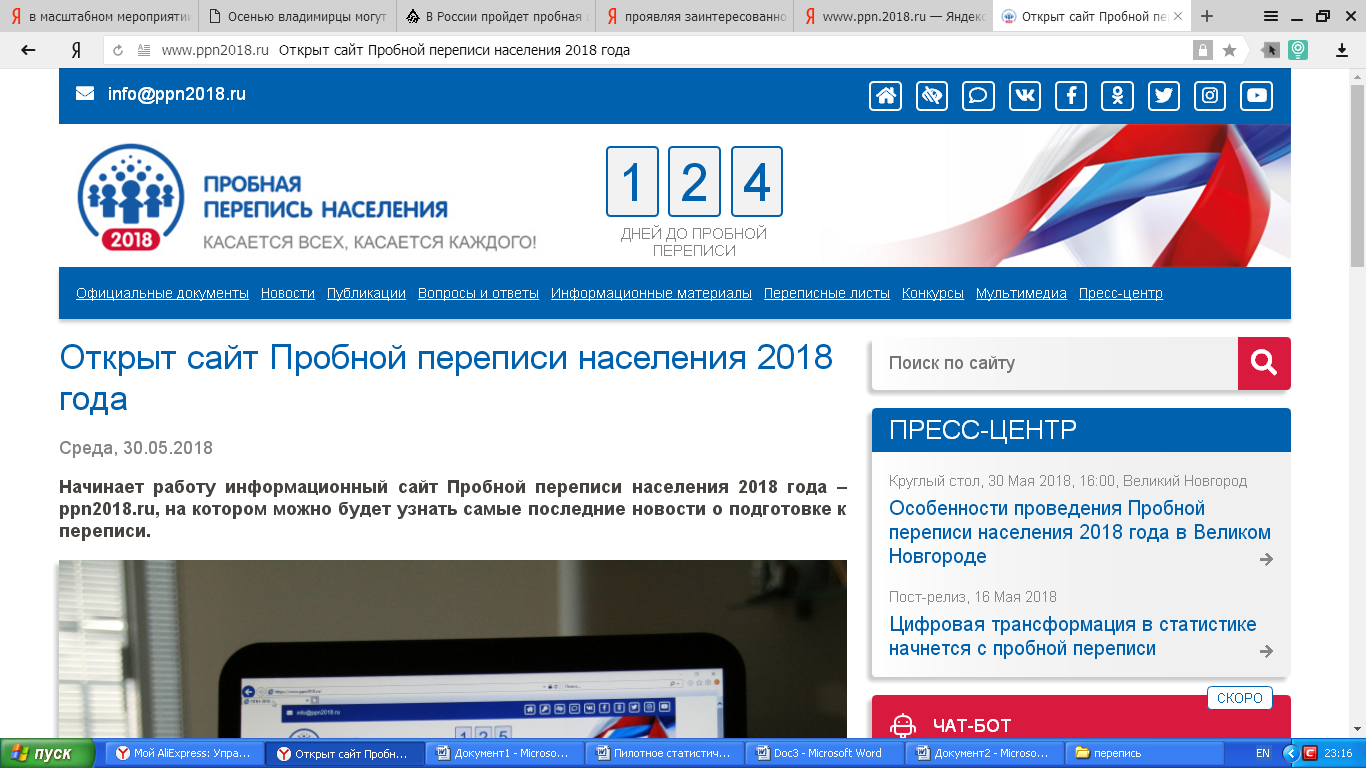 в масштабном мероприятии
Осенью владимирцы могут
В России пройдет пробная
проявляя заинтересованно
www.ppn.2018.ru — Яндекс
Открыт сайт Пробной пе
www.ppn2018.ru Открыт сайт Пробной переписи населения 2018 года
info@ppn2018.ru
ПРОБНАЯ
ПЕРЕПИСЬ НАСЕЛЕНИЯ
2018
КАСАЕТСЯ ВСЕХ, КАСАЕТСЯ КАЖДОГО!
1 2 4
ДНЕЙ ДО ПРОБНОЙ
ПЕРЕПИСИ
Официальные документы Новости Публикации Вопросы и ответы Информационные материалы Переписные листы Конкурсы Мультимедиа Пресс-центр
Открыт сайт Пробной переписи населения 2018
года
Среда, 30.05.2018
Начинает работу информационный сайт Пробной переписи населения 2018 года –
ppn2018.ru, на котором можно будет узнать самые последние новости о подготовке к
переписи.
info@ppn2018.ru
1 2 4
Поиск по сайту
ПРЕСС-ЦЕНТР
Круглый стол, 30 Мая 2018, 16:00, Великий Новгород
Особенности проведения Пробной
переписи населения 2018 года в Великом
Новгороде
Пост-релиз, 16 Мая 2018
Цифровая трансформация в статистике
начнется с пробной переписи
СКОРО
ЧАТ-БОТ
пуск
Мой AliExpress: Упра...
Открыт сайт Пробн...
Документ1 - Microso...
Пилотное статистич...
Doc3 - Microsoft Word
Документ2 - Microso...
перепись
EN
23:16